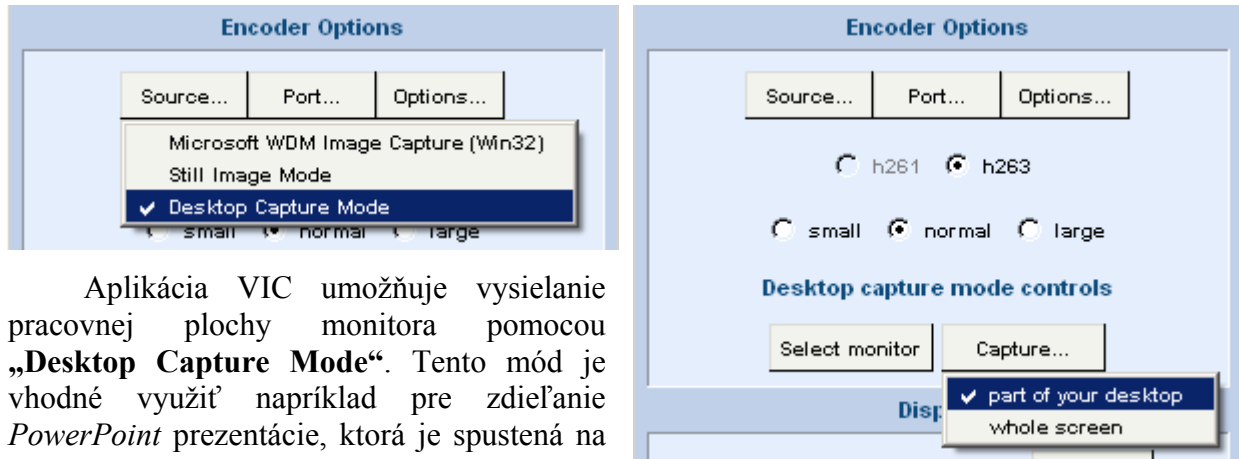 Encoder Options
Source... Port... Options...
Microsoft WDM Image Capture (Win32)
Still Image Mode
✓ Desktop Capture Mode
small normal large
Aplikácia VIC umožňuje vysielanie
pracovnej plochy monitora pomocou
„Desktop Capture Mode“. Tento mód je
vhodné využiť napríklad pre zdieľanie
PowerPoint prezentácie, ktorá je spustená na
Encoder Options
Source... Port... Options...
h261 h263
small normal large
Desktop capture mode controls
Select monitor Capture...
✓ part of your desktop
Disp
whole screen